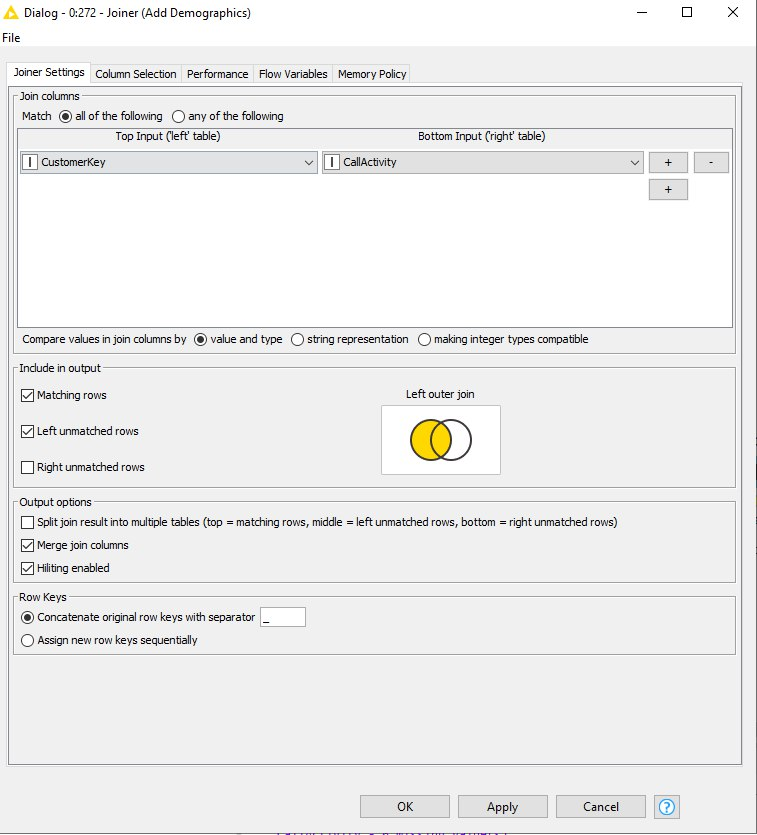 Dialog - 0:272 - Joiner (Add Demographics)
File
Joiner Settings Column Selection Performance Flow Variables Memory Policy
Join columns
Match all of the following any of the following
Top Input ('left' table) Bottom Input ('right' table)
I CustomerKey I CallActivity + -
+
Compare values in join columns by value and type string representation making integer types compatible
Include in output
Matching rows Left outer join
Left unmatched rows
Right unmatched rows
Output options
Split join result into multiple tables (top = matching rows, middle = left unmatched rows, bottom = right unmatched rows)
Merge join columns
Hiliting enabled
Row Keys
Concatenate original row keys with separator _
Assign new row keys sequentially
OK Apply Cancel ?